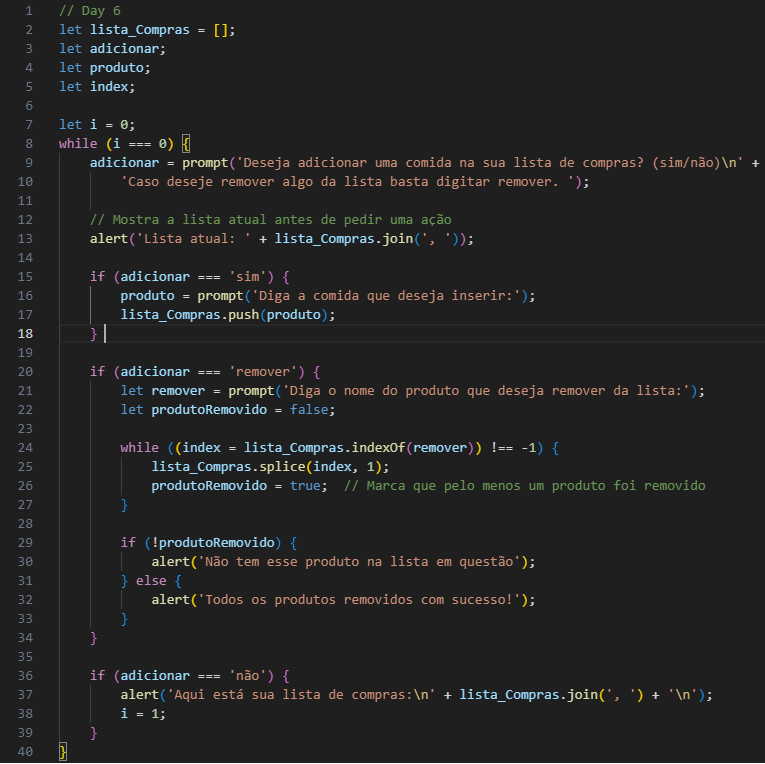 1 // Day 6
2 let lista_Compras = [];
3 let adicionar;
4 let produto;
5 let index;
6
7 let i = 0;
8 while (i === 0) {
9     adicionar = prompt('Deseja adicionar uma comida na sua lista de compras? (sim/não)\n' +
10         'Caso deseje remover algo da lista basta digitar remover. ');
11
12     // Mostra a lista atual antes de pedir uma ação
13     alert('Lista atual: ' + lista_Compras.join(', '));
14
15     if (adicionar === 'sim') {
16         produto = prompt('Diga a comida que deseja inserir:');
17         lista_Compras.push(produto);
18     }
19
20     if (adicionar === 'remover') {
21         let remover = prompt('Diga o nome do produto que deseja remover da lista:');
22         let produtoRemovido = false;
23
24         while ((index = lista_Compras.indexOf(remover)) !== -1) {
25             lista_Compras.splice(index, 1);
26             produtoRemovido = true;  // Marca que pelo menos um produto foi removido
27         }
28
29         if (!produtoRemovido) {
30             alert('Não tem esse produto na lista em questão');
31         } else {
32             alert('Todos os produtos removidos com sucesso!');
33         }
34     }
35
36     if (adicionar === 'não') {
37         alert('Aqui está sua lista de compras:\n' + lista_Compras.join(', ') + '\n');
38         i = 1;
39     }
40 }